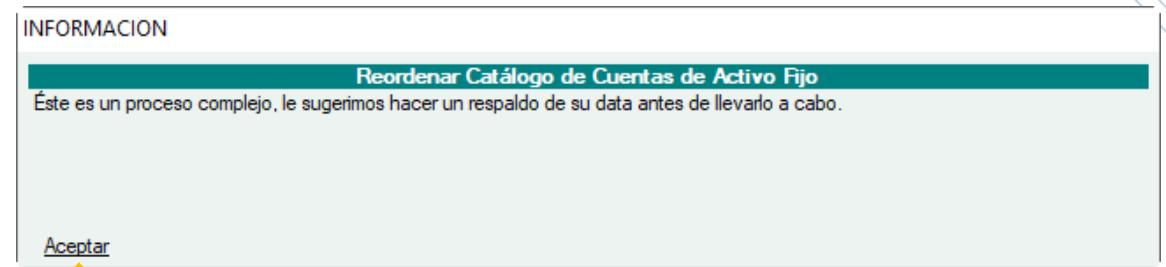 INFORMACION
Reordenar Catálogo de Cuentas de Activo Fijo
Éste es un proceso complejo, le sugerimos hacer un respaldo de su data antes de llevarlo a cabo.
Aceptar